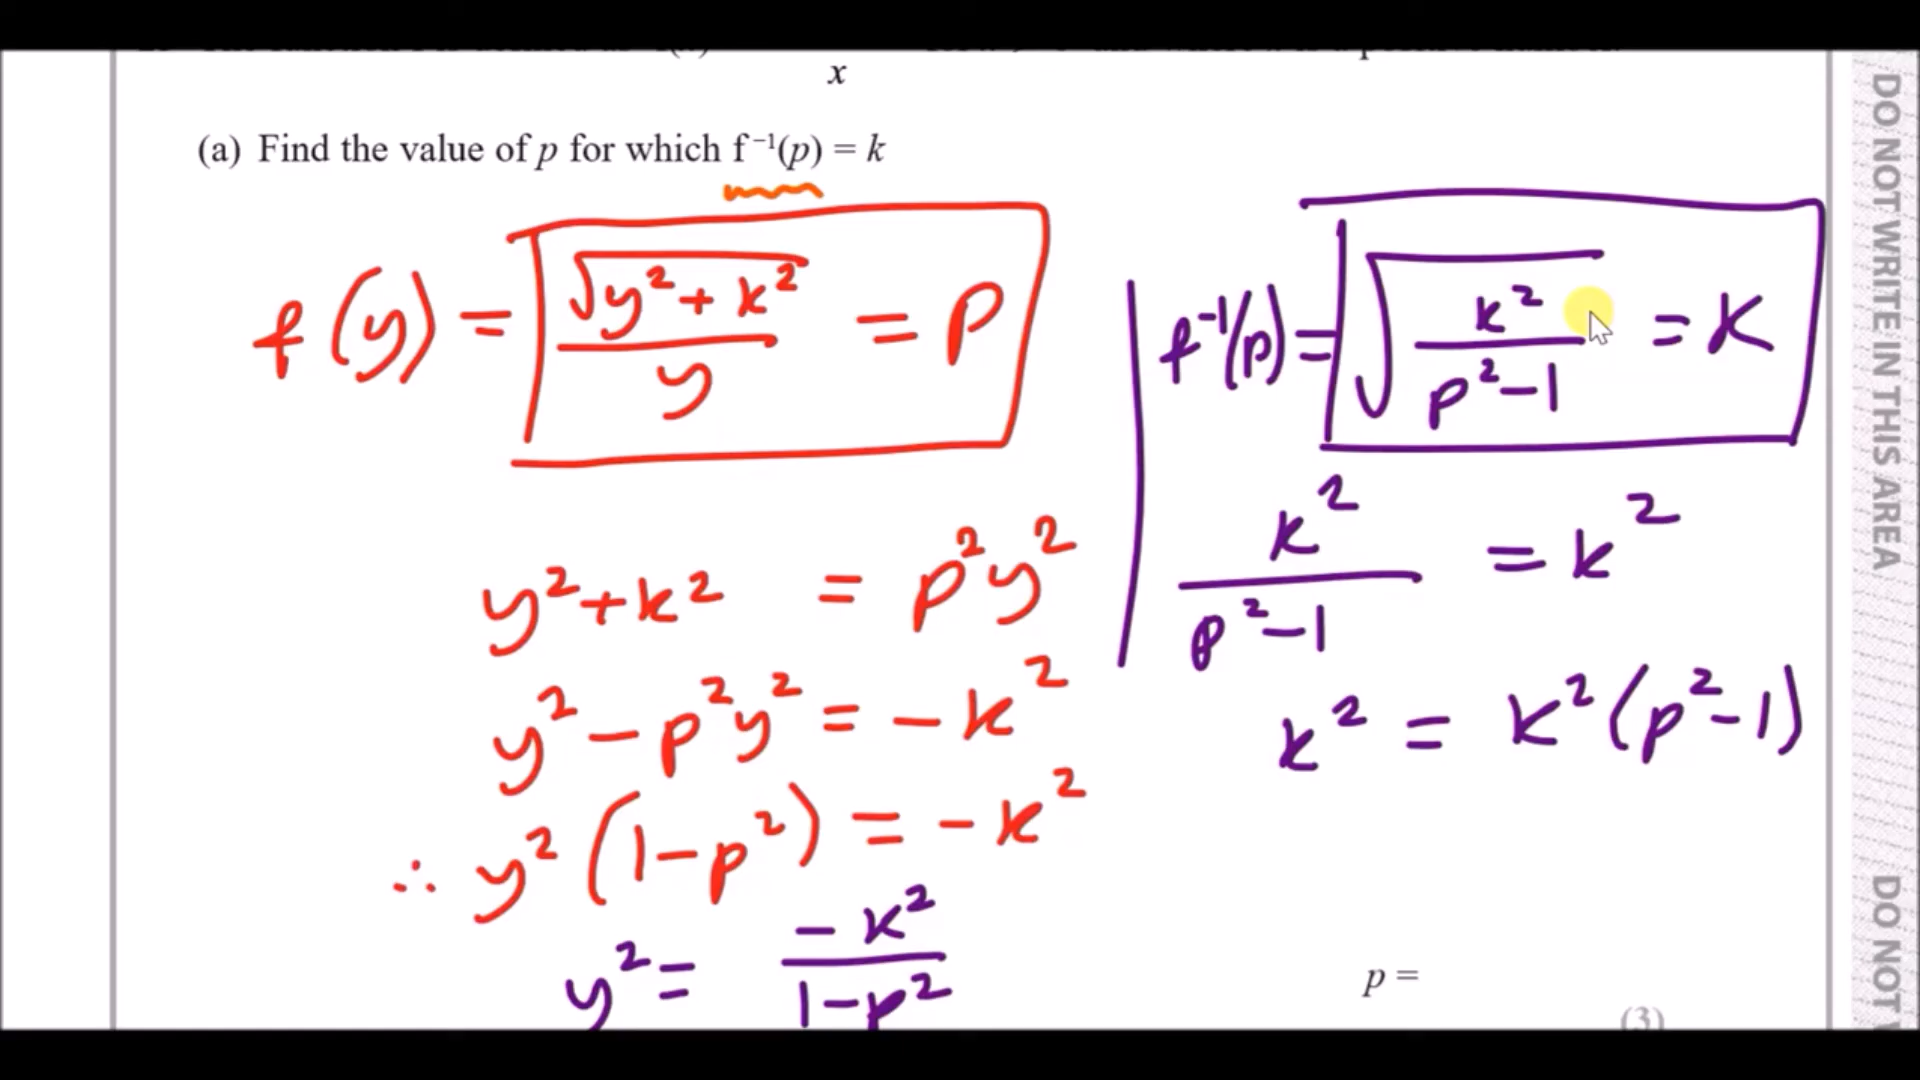 x
(a) Find the value of p for which f⁻¹(p) = k
f(y) = √(y² + k²) / y = p
y² + k² = p²y²
y² − p²y² = −k²
∴ y²(1 − p²) = −k²
y² = −k² / (1 − p²)
f⁻¹(p) = √(k² / (p² − 1)) = k
k² / (p² − 1) = k²
k² = k²(p² − 1)
p =
(3)
DO NOT WRITE IN THIS AREA
DO NOT